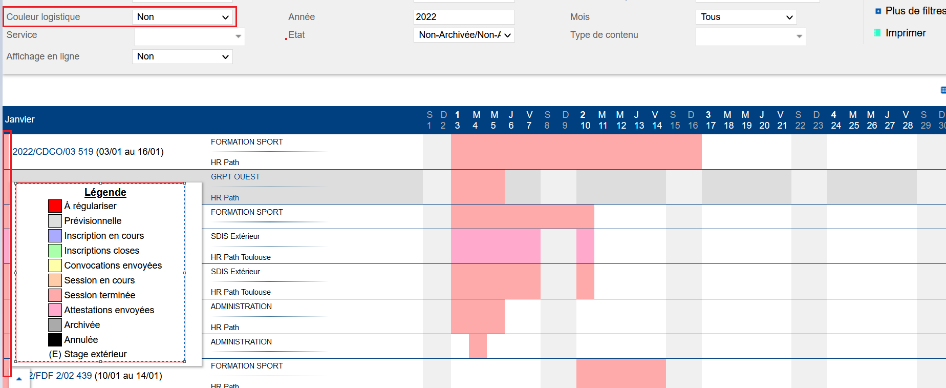 Couleur logistique Non Année 2022 Mois Tous Plus de filtres
Service Etat Non-Archivée/Non-A Type de contenu Imprimer
Affichage en ligne Non
Janvier S D 1 M M J V S D 2 M M J V S D 3 M M J V S D 4 M M J V S D
1 2 3 4 5 6 7 8 9 10 11 12 13 14 15 16 17 18 19 20 21 22 23 24 25 26 27 28 29 30
FORMATION SPORT
2022/CDCO/03 519 (03/01 au 16/01)
HR Path
GRPT OUEST
HR Path
Légende
À régulariser
Prévisionnelle
Inscription en cours
Inscriptions closes
Convocations envoyées
Session en cours
Session terminée
Attestations envoyées
Archivée
Annulée
(E) Stage extérieur
FORMATION SPORT
HR Path
SDIS Extérieur
HR Path Toulouse
SDIS Extérieur
HR Path Toulouse
ADMINISTRATION
HR Path
ADMINISTRATION
FORMATION SPORT
2/FDF 2/02 439 (10/01 au 14/01)
HR Path